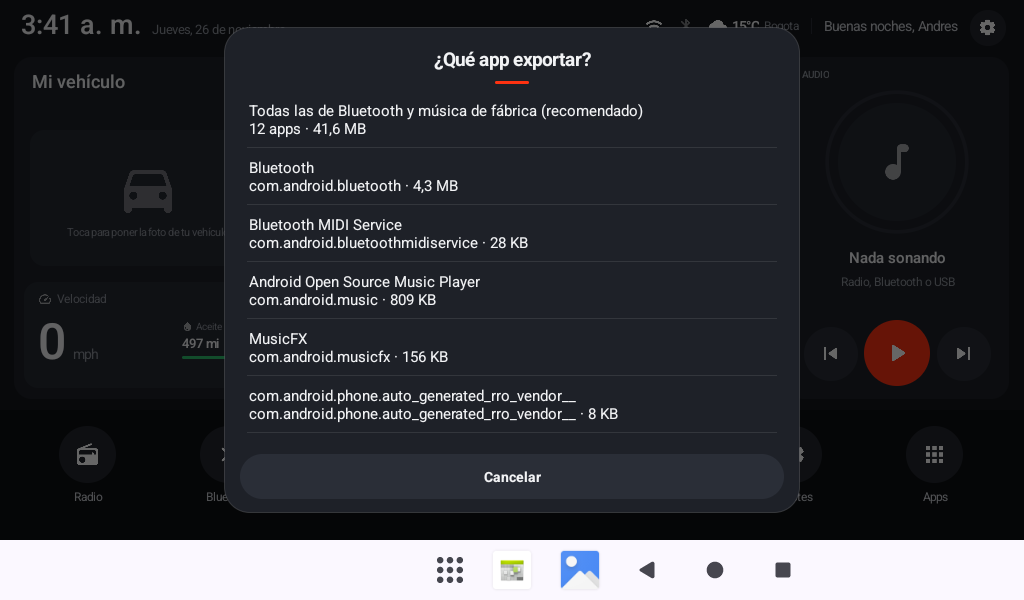 3:41 a. m.
Jueves, 26 de
15°C Bogota
Buenas noches, Andres
Mi vehículo
Toca para poner la foto de tu
Velocidad
0 mph
Aceite
497 mi
¿Qué app exportar?
Todas las de Bluetooth y música de fábrica (recomendado)
12 apps · 41,6 MB
Bluetooth
com.android.bluetooth · 4,3 MB
Bluetooth MIDI Service
com.android.bluetoothmidiservice · 28 KB
Android Open Source Music Player
com.android.music · 809 KB
MusicFX
com.android.musicfx · 156 KB
com.android.phone.auto_generated_rro_vendor__
com.android.phone.auto_generated_rro_vendor__ · 8 KB
Cancelar
AUDIO
Nada sonando
Radio, Bluetooth o USB
Radio
Apps